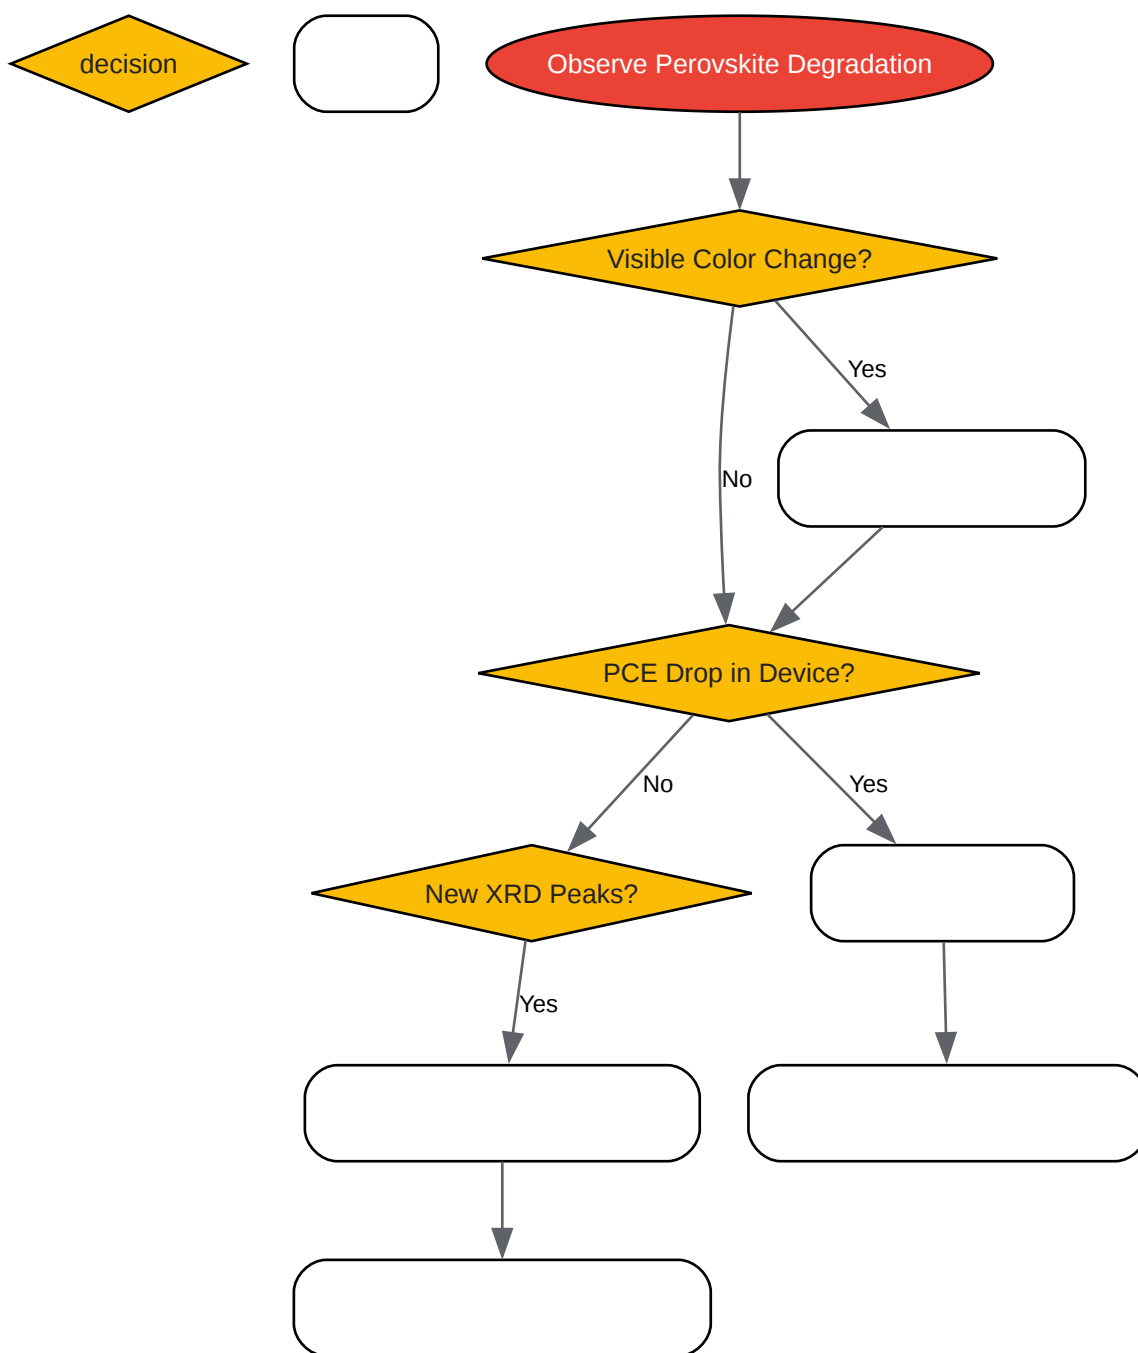 decision
Observe Perovskite Degradation
Visible Color Change?
Yes
No
PCE Drop in Device?
No
Yes
New XRD Peaks?
Yes